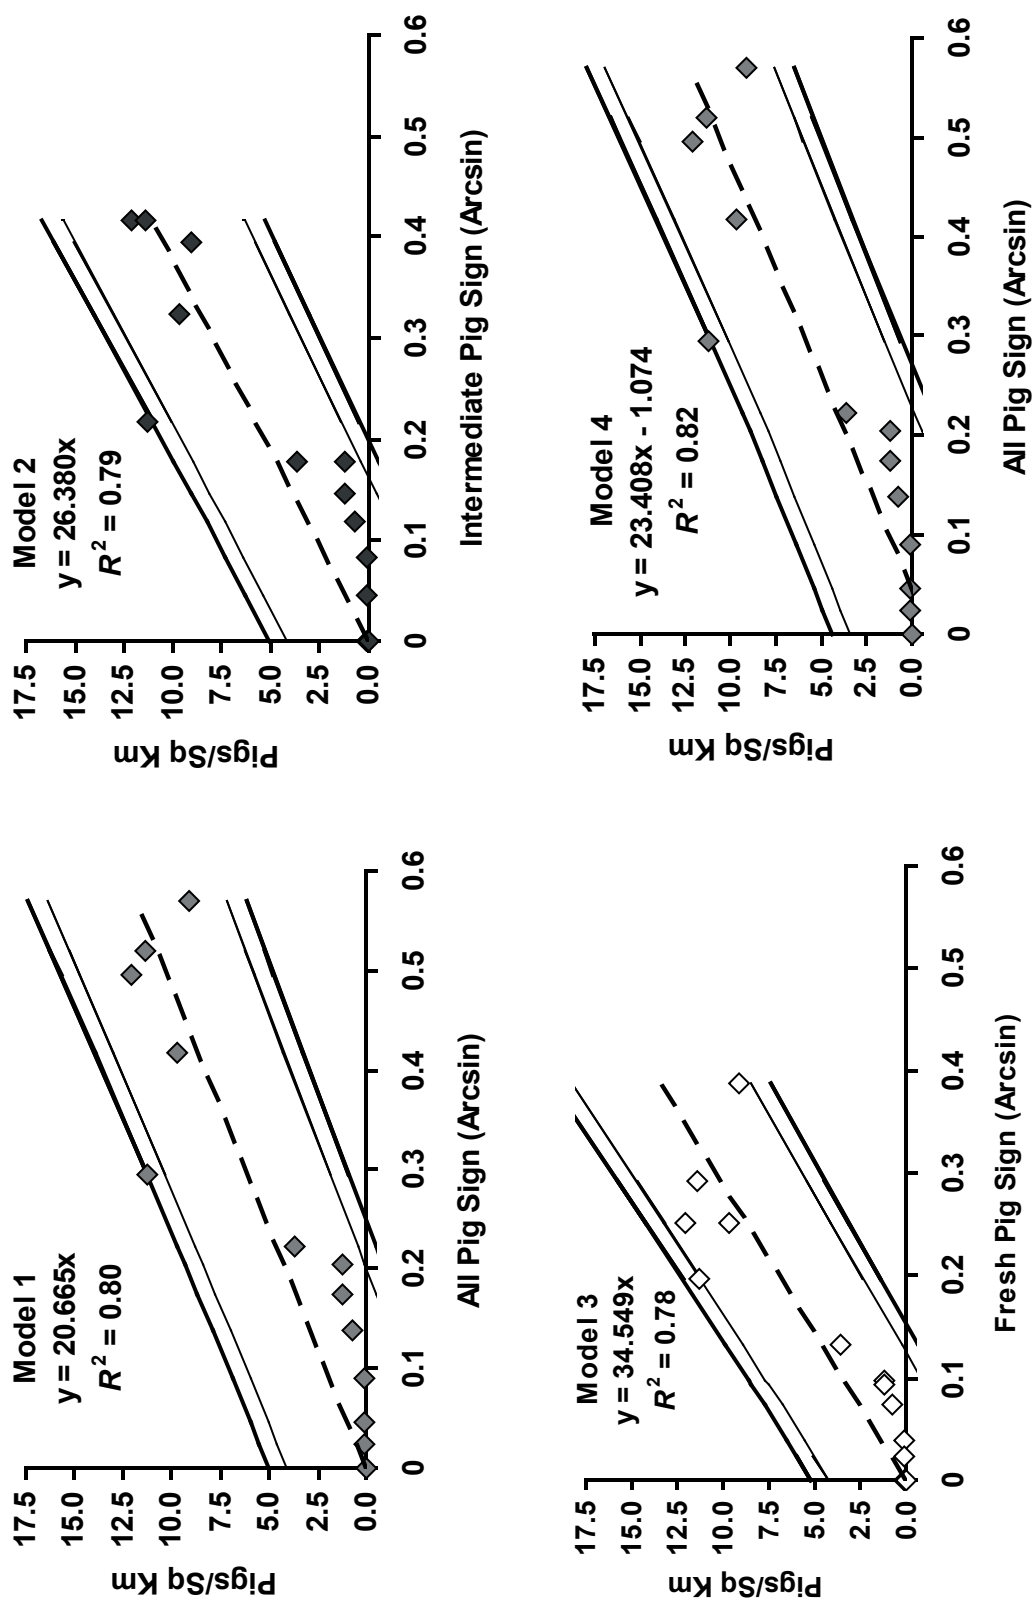 Model 1
y = 20.665x
R² = 0.80
Pigs/Sq Km
17.5
15.0
12.5
10.0
7.5
5.0
2.5
0.0
0 0.1 0.2 0.3 0.4 0.5 0.6
All Pig Sign (Arcsin)
Model 2
y = 26.380x
R² = 0.79
Pigs/Sq Km
17.5
15.0
12.5
10.0
7.5
5.0
2.5
0.0
0 0.1 0.2 0.3 0.4 0.5 0.6
Intermediate Pig Sign (Arcsin)
Model 3
y = 34.549x
R² = 0.78
Pigs/Sq Km
17.5
15.0
12.5
10.0
7.5
5.0
2.5
0.0
0 0.1 0.2 0.3 0.4 0.5 0.6
Fresh Pig Sign (Arcsin)
Model 4
y = 23.408x - 1.074
R² = 0.82
Pigs/Sq Km
17.5
15.0
12.5
10.0
7.5
5.0
2.5
0.0
0 0.1 0.2 0.3 0.4 0.5 0.6
All Pig Sign (Arcsin)